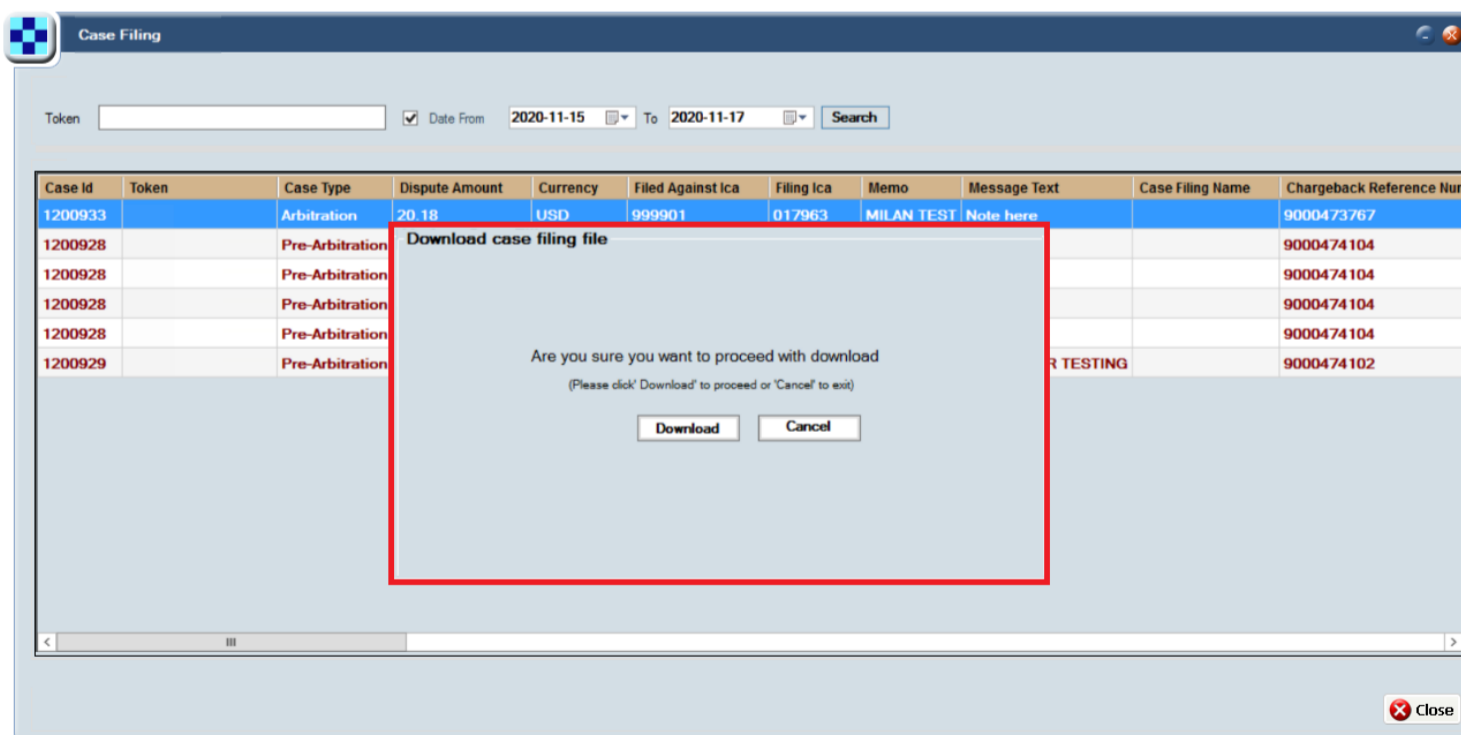 Case Filing
Token Date From 2020-11-15 To 2020-11-17 Search
Case Id Token Case Type Dispute Amount Currency Filed Against Ica Filing Ica Memo Message Text Case Filing Name Chargeback Reference Nur
1200933 Arbitration 20.18 USD 999901 017963 MILAN TEST Note here 9000473767
1200928 Pre-Arbitration 9000474104
1200928 Pre-Arbitration 9000474104
1200928 Pre-Arbitration 9000474104
1200928 Pre-Arbitration 9000474104
1200929 Pre-Arbitration R TESTING 9000474102
Download case filing file
Are you sure you want to proceed with download
(Please click' Download' to proceed or 'Cancel' to exit)
Download Cancel
Close